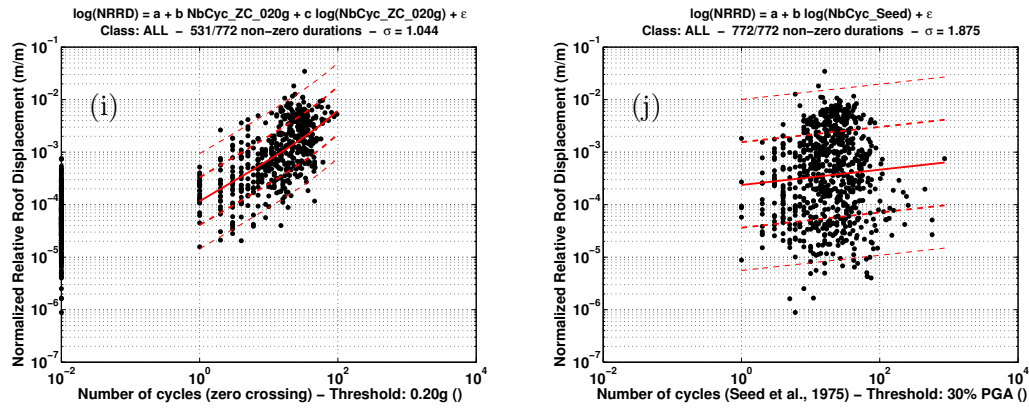 log(NRRD) = a + b NbCyc_ZC_020g + c log(NbCyc_ZC_020g) + ε
Class: ALL − 531/772 non−zero durations − σ = 1.044
(i)
Normalized Relative Roof Displacement (m/m)
10^-1
10^-2
10^-3
10^-4
10^-5
10^-6
10^-7
10^-2
10^0
10^2
10^4
Number of cycles (zero crossing) − Threshold: 0.20g ()
log(NRRD) = a + b log(NbCyc_Seed) + ε
Class: ALL − 772/772 non−zero durations − σ = 1.875
(j)
Normalized Relative Roof Displacement (m/m)
10^-1
10^-2
10^-3
10^-4
10^-5
10^-6
10^-7
10^-2
10^0
10^2
10^4
Number of cycles (Seed et al., 1975) − Threshold: 30% PGA ()